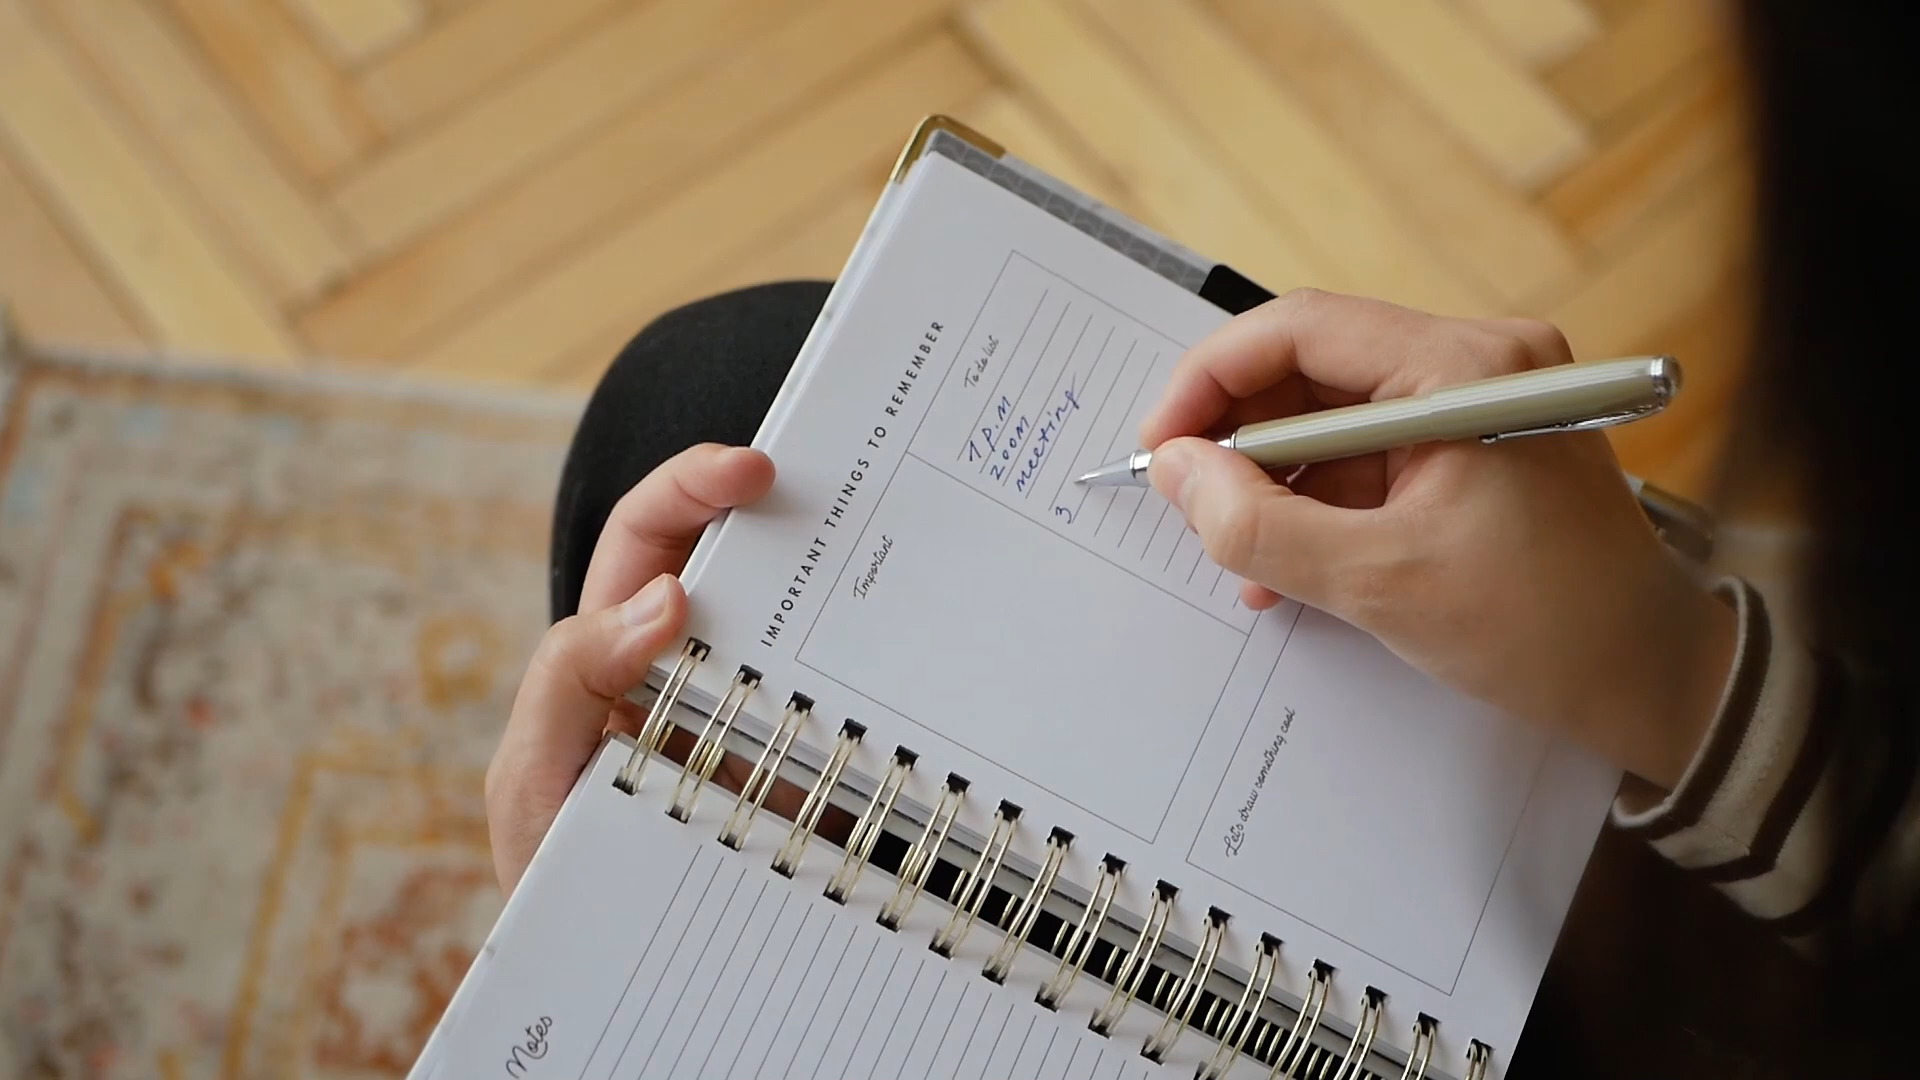 IMPORTANT THINGS TO REMEMBER
To do list
1 P.M
zoom
meeting
3
Important
Let's draw something cool
Notes